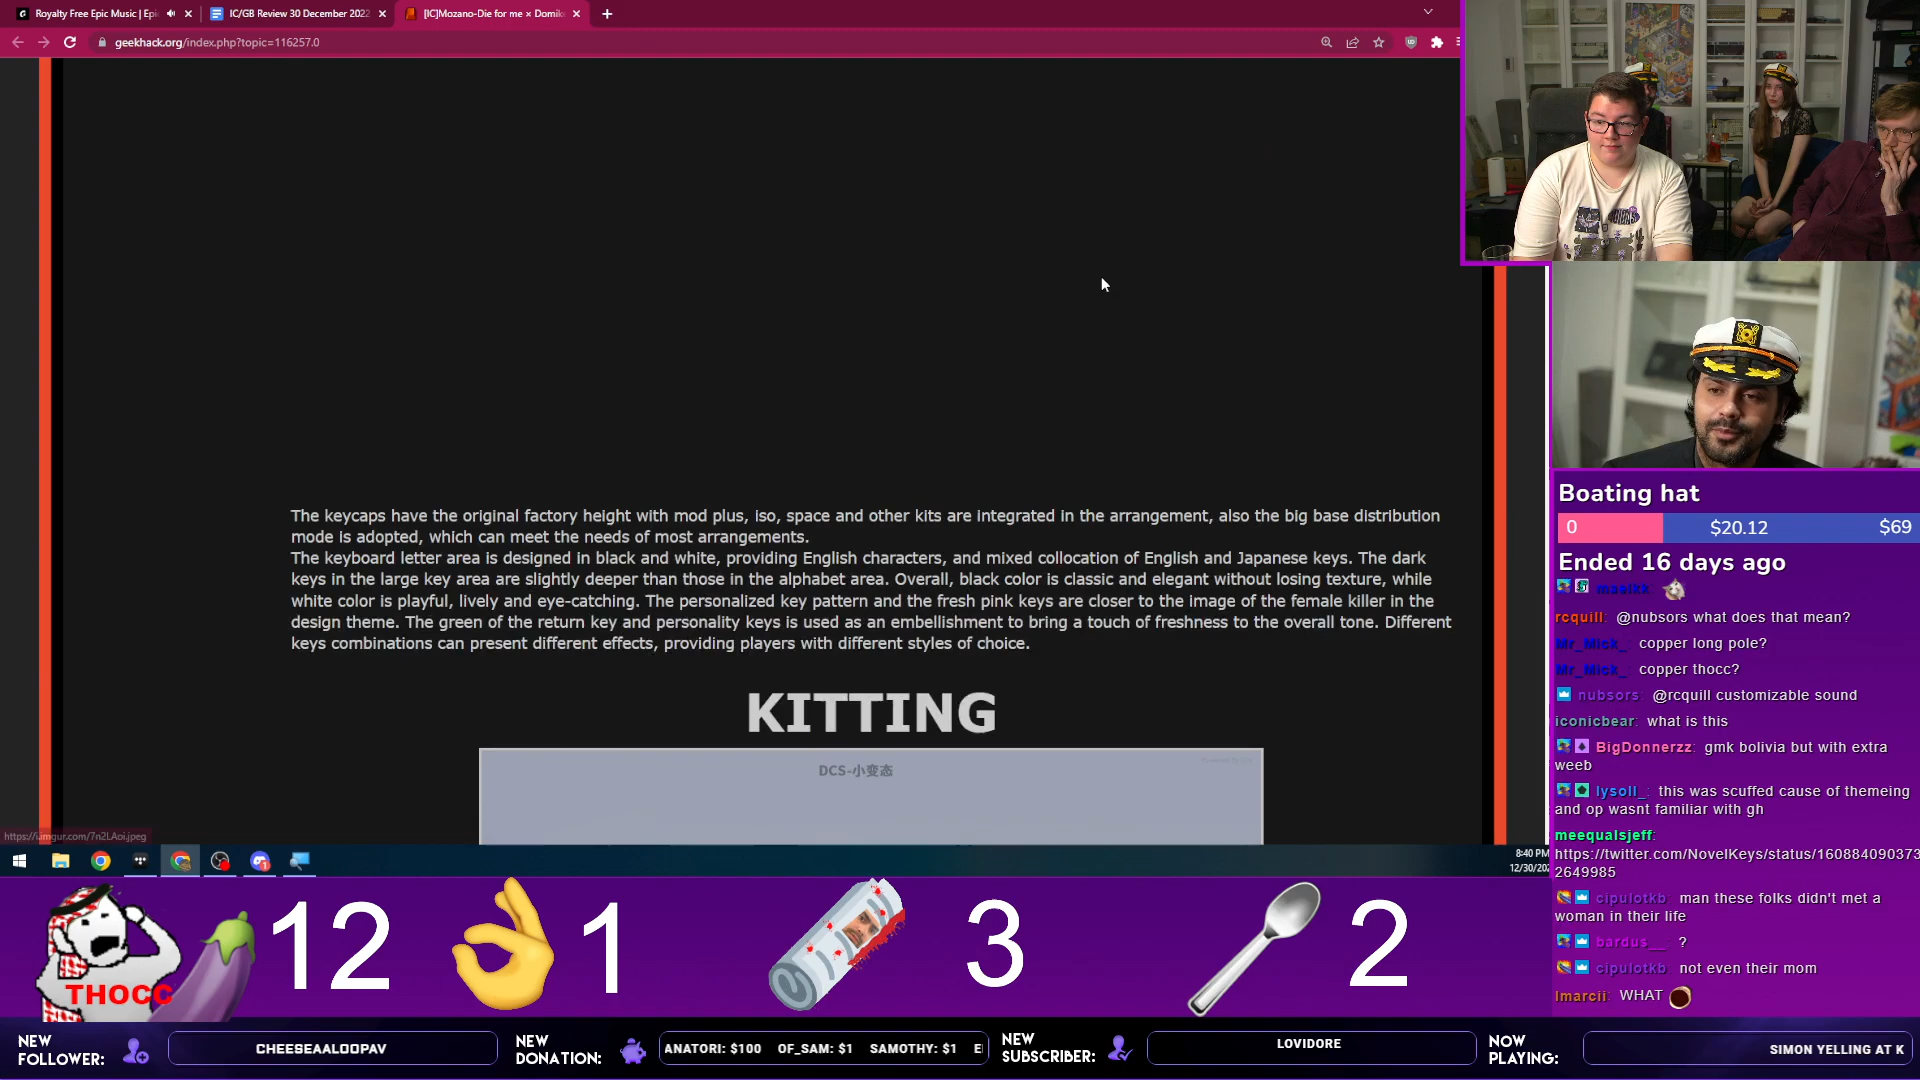 Royalty Free Epic Music | Epi
IC/GB Review 30 December 2022
[IC]Mozano-Die for me × Domik
geekhack.org/index.php?topic=116257.0
The keycaps have the original factory height with mod plus, iso, space and other kits are integrated in the arrangement, also the big base distribution
mode is adopted, which can meet the needs of most arrangements.
The keyboard letter area is designed in black and white, providing English characters, and mixed collocation of English and Japanese keys. The dark
keys in the large key area are slightly deeper than those in the alphabet area. Overall, black color is classic and elegant without losing texture, while
white color is playful, lively and eye-catching. The personalized key pattern and the fresh pink keys are closer to the image of the female killer in the
design theme. The green of the return key and personality keys is used as an embellishment to bring a touch of freshness to the overall tone. Different
keys combinations can present different effects, providing players with different styles of choice.
KITTING
DCS-小变态
https://i.imgur.com/7n2LAoi.jpeg
8:40 PM
12/30/202
Boating hat
0 $20.12 $69
Ended 16 days ago
maaikk:
rcquill: @nubsors what does that mean?
Mr_Mick_: copper long pole?
Mr_Mick_: copper thocc?
nubsors: @rcquill customizable sound
iconicbear: what is this
BigDonnerzz: gmk bolivia but with extra
weeb
lysoll_: this was scuffed cause of themeing
and op wasnt familiar with gh
meequalsjeff:
https://twitter.com/NovelKeys/status/160884090373
2649985
cipulotkb: man these folks didn't met a
woman in their life
bardus__: ?
cipulotkb: not even their mom
lmarcii: WHAT
THOCC
12
1
3
2
NEW
FOLLOWER:
CHEESEAALOOPAV
NEW
DONATION:
ANATORI: $100 OF_SAM: $1 SAMOTHY: $1 E
NEW
SUBSCRIBER:
LOVIDORE
NOW
PLAYING:
SIMON YELLING AT K